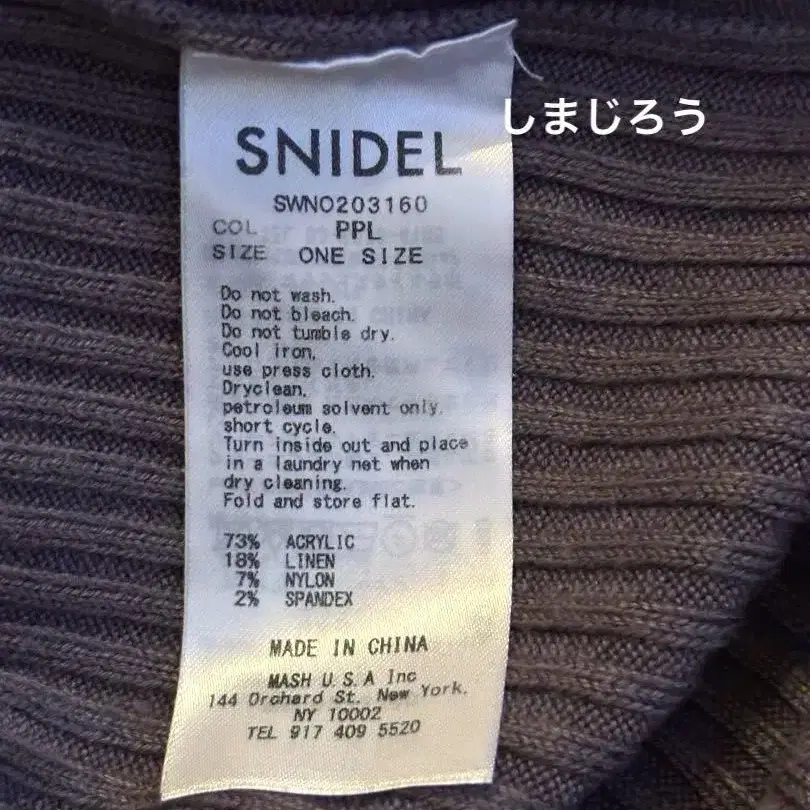 しまじろう
SNIDEL
SWNO203160
COL PPL
SIZE ONE SIZE
Do not wash.
Do not bleach.
Do not tumble dry.
Cool iron,
use press cloth.
Dryclean,
petroleum solvent only.
short cycle.
Turn inside out and place
in a laundry net when
dry cleaning.
Fold and store flat.
73% ACRYLIC
18% LINEN
7% NYLON
2% SPANDEX
MADE IN CHINA
MASH U.S.A Inc
144 Orchard St. New York,
NY 10002
TEL 917 409 5520